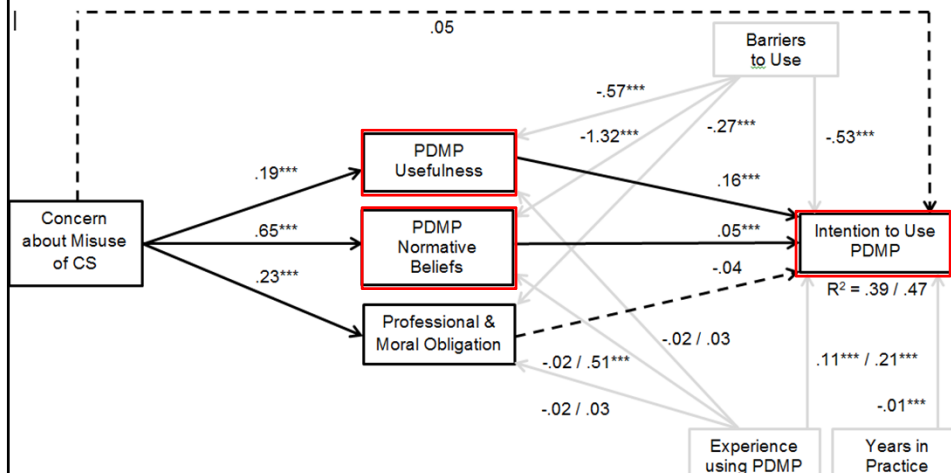 .05
Barriers
to Use
-.57***
-1.32***
-.27***
-.53***
PDMP
Usefulness
.19***
.16***
Concern
about Misuse
of CS
.65***
PDMP
Normative
Beliefs
.05***
Intention to Use
PDMP
.23***
-.04
R² = .39 / .47
Professional &
Moral Obligation
-.02 / .03
-.02 / .51***
.11*** / .21***
-.02 / .03
-.01***
Experience
using PDMP
Years in
Practice